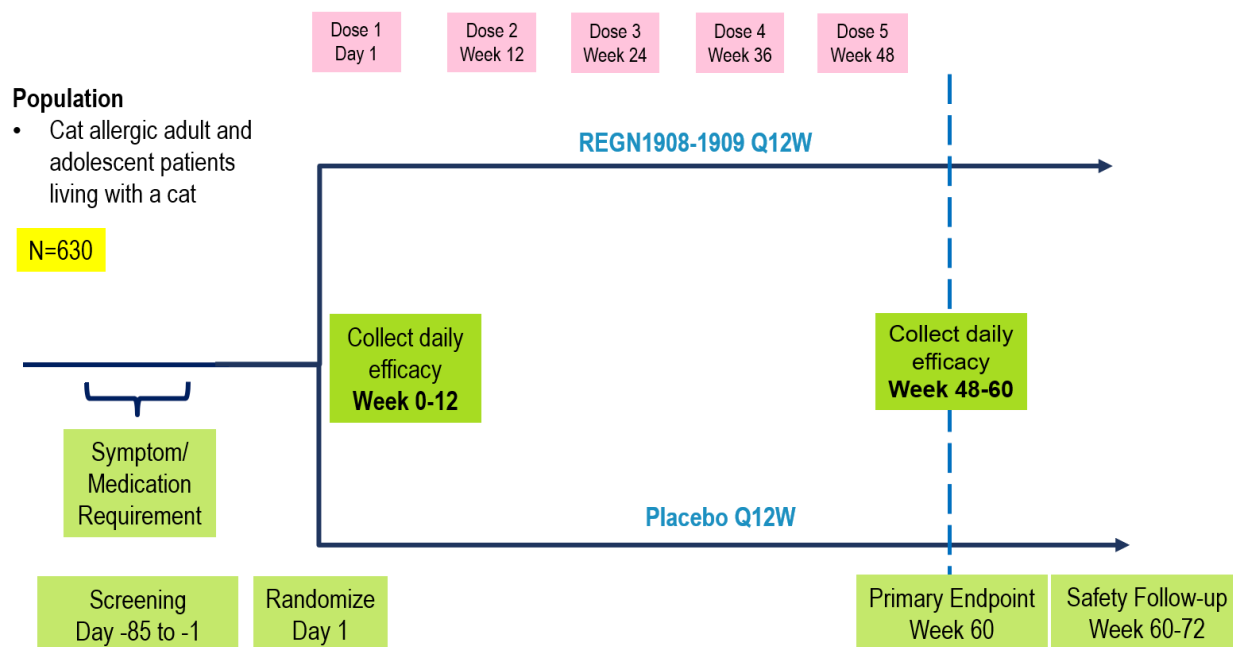 Dose 1
Day 1
Dose 2
Week 12
Dose 3
Week 24
Dose 4
Week 36
Dose 5
Week 48
Population
• Cat allergic adult and
adolescent patients
living with a cat
N=630
REGN1908-1909 Q12W
Collect daily
efficacy
Week 0-12
Collect daily
efficacy
Week 48-60
Symptom/
Medication
Requirement
Placebo Q12W
Screening
Day -85 to -1
Randomize
Day 1
Primary Endpoint
Week 60
Safety Follow-up
Week 60-72